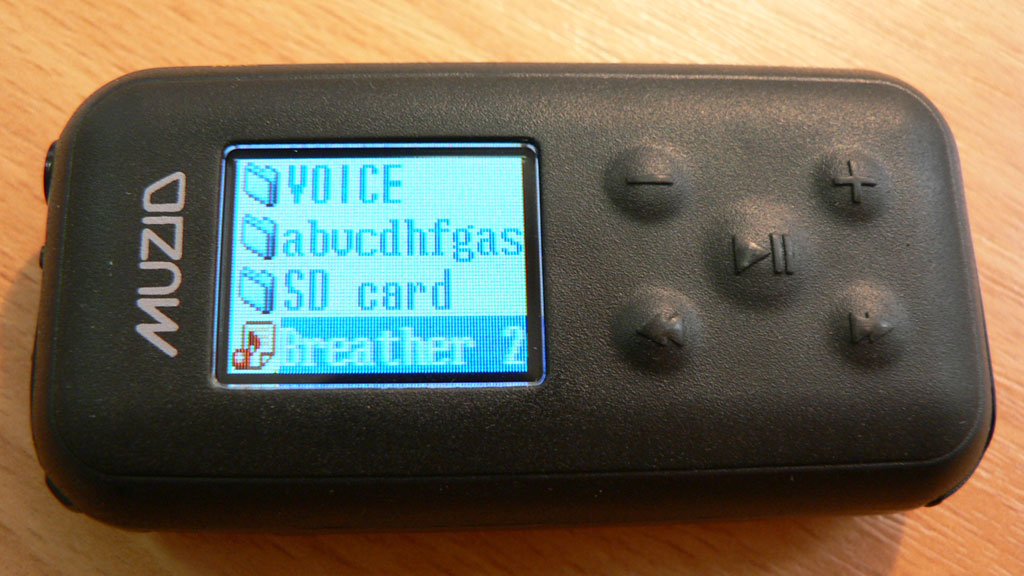 MUZIO
VOICE
abvcdhfgas
SD card
Breather 2